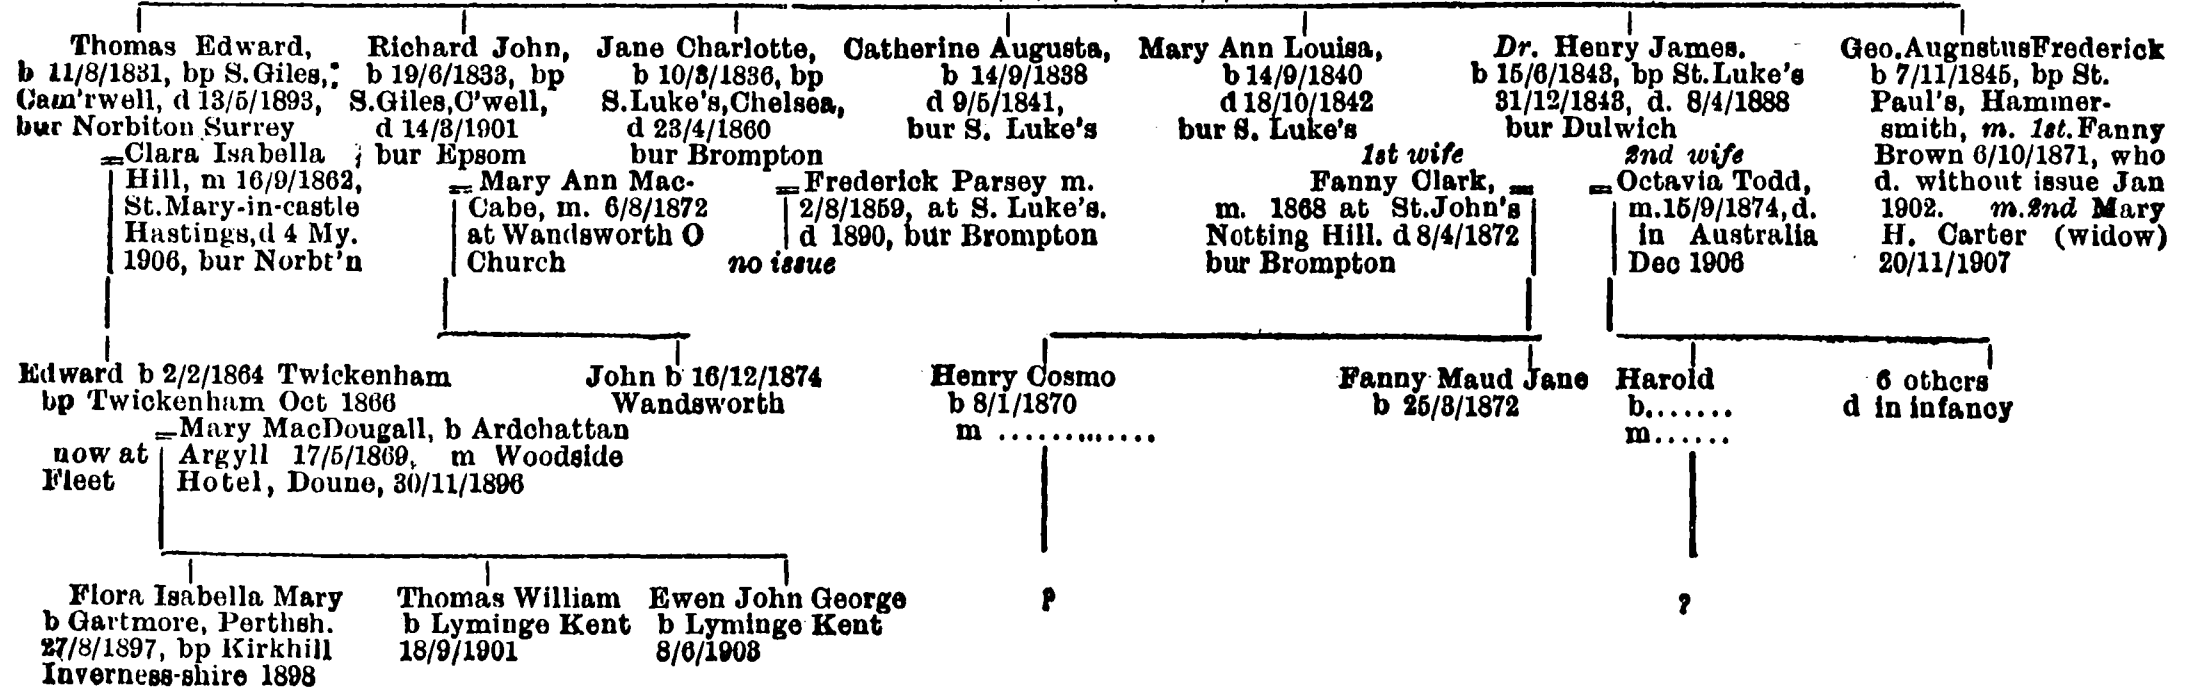 Thomas Edward,
b 11/8/1831, bp S.Giles,
Cam'rwell, d 13/5/1893,
bur Norbiton Surrey
=Clara Isabella
Hill, m 16/9/1862,
St.Mary-in-castle
Hastings,d 4 My.
1906, bur Norbt'n
Richard John,
b 19/6/1833, bp
S.Giles,C'well,
d 14/3/1901
bur Epsom
= Mary Ann Mac-
Cabe, m. 6/8/1872
at Wandsworth O
Church
Jane Charlotte,
b 10/3/1836, bp
S.Luke's,Chelsea,
d 23/4/1860
bur Brompton
=Frederick Parsey m.
2/8/1859, at S. Luke's.
d 1890, bur Brompton
no issue
Catherine Augusta,
b 14/9/1838
d 9/5/1841,
bur S. Luke's
Mary Ann Louisa,
b 14/9/1840
d 18/10/1842
bur S. Luke's
Dr. Henry James.
b 15/6/1843, bp St.Luke's
31/12/1843, d. 8/4/1888
bur Dulwich
1st wife
Fanny Clark, =
m. 1868 at St.John's
Notting Hill. d 8/4/1872
bur Brompton
2nd wife
=Octavia Todd,
m.15/9/1874,d.
in Australia
Dec 1906
Geo.AugnstusFrederick
b 7/11/1845, bp St.
Paul's, Hammer-
smith, m. 1st.Fanny
Brown 6/10/1871, who
d. without issue Jan
1902. m.2nd Mary
H. Carter (widow)
20/11/1907
Edward b 2/2/1864 Twickenham
bp Twickenham Oct 1866
=Mary MacDougall, b Ardchattan
now at Argyll 17/5/1869, m Woodside
Fleet Hotel, Doune, 30/11/1896
John b 16/12/1874
Wandsworth
Henry Cosmo
b 8/1/1870
m .............
Fanny Maud Jane
b 25/3/1872
Harold
b.......
m......
6 others
d in infancy
Flora Isabella Mary
b Gartmore, Perthsh.
27/8/1897, bp Kirkhill
Inverness-shire 1898
Thomas William
b Lyminge Kent
18/9/1901
Ewen John George
b Lyminge Kent
8/6/1903
?
?